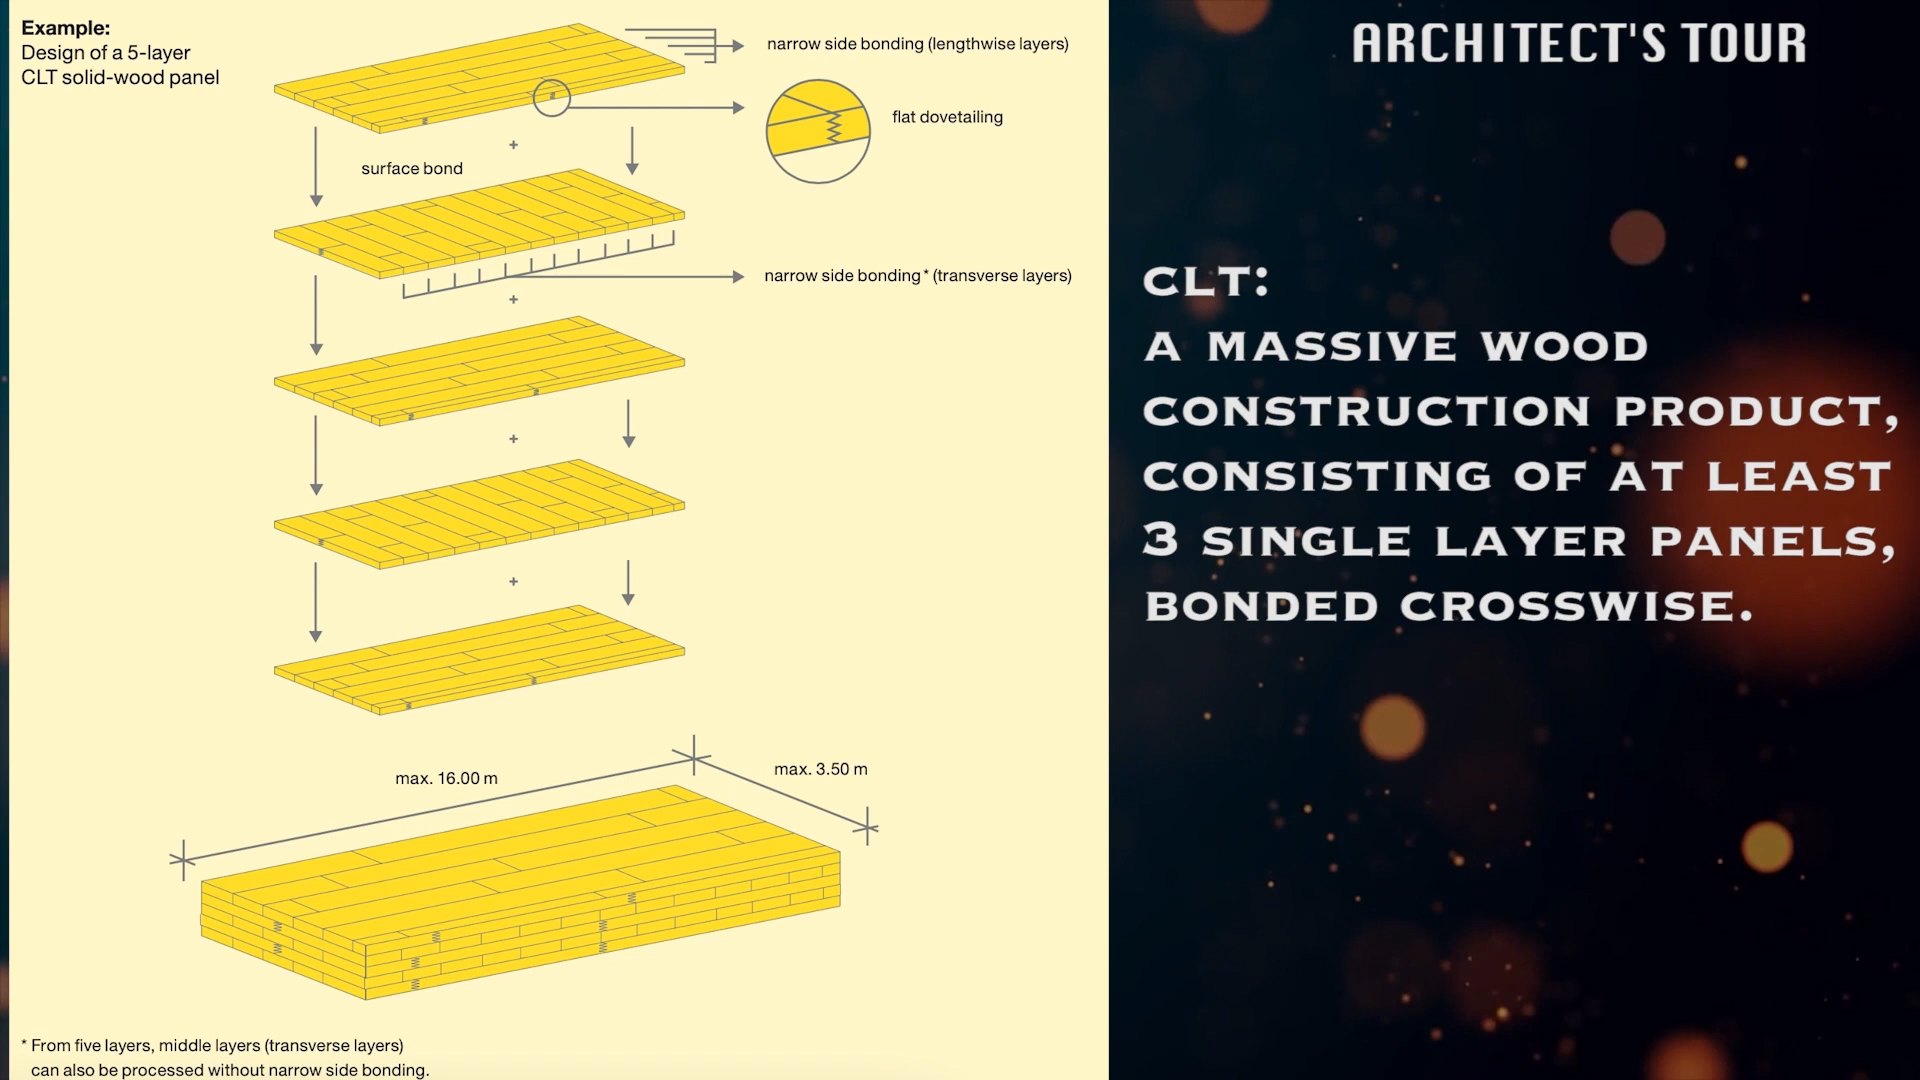 Example:
Design of a 5-layer
CLT solid-wood panel
narrow side bonding (lengthwise layers)
flat dovetailing
+
surface bond
narrow side bonding* (transverse layers)
+
+
+
max. 16.00 m
max. 3.50 m
* From five layers, middle layers (transverse layers)
can also be processed without narrow side bonding.
ARCHITECT'S TOUR
CLT:
A MASSIVE WOOD
CONSTRUCTION PRODUCT,
CONSISTING OF AT LEAST
3 SINGLE LAYER PANELS,
BONDED CROSSWISE.